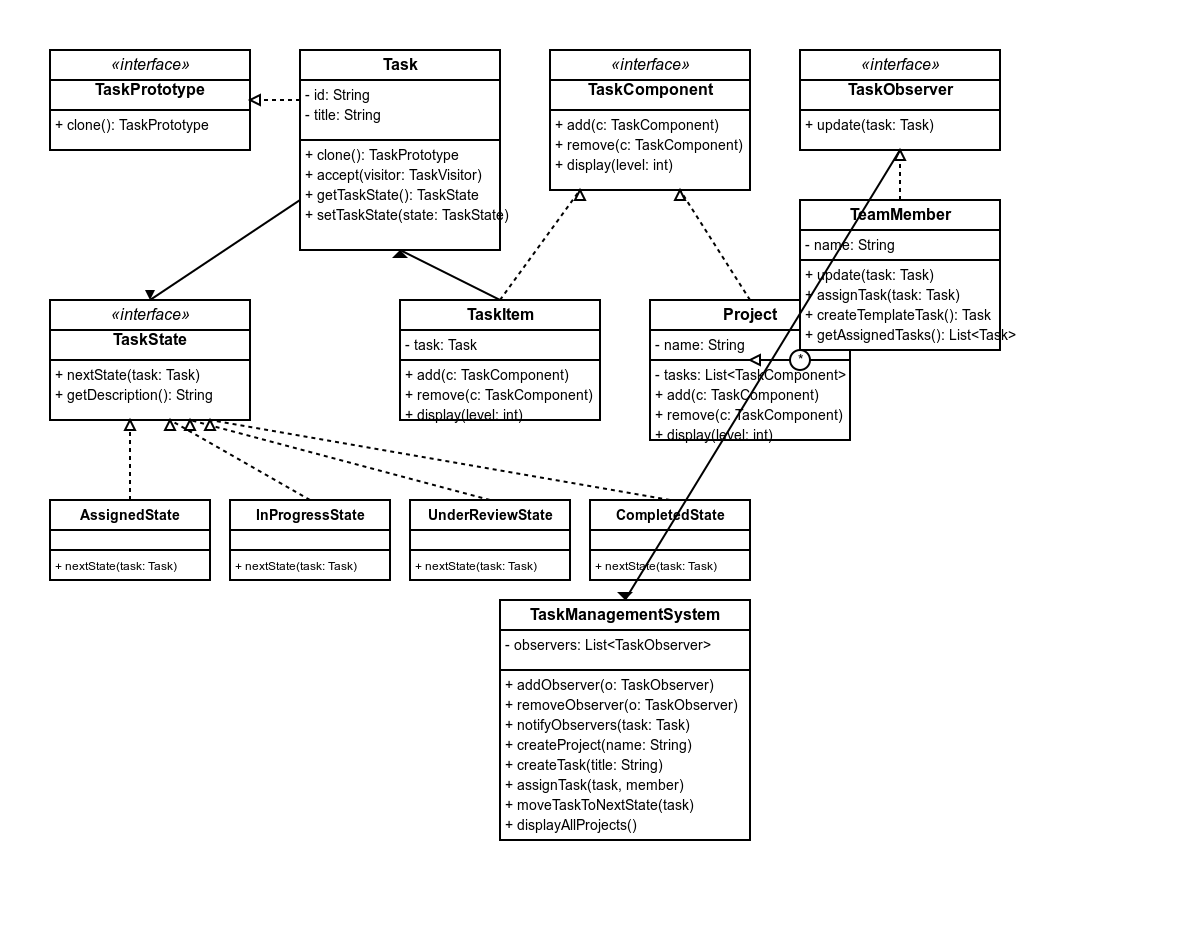 «interface»
TaskPrototype
+ clone(): TaskPrototype
Task
- id: String
- title: String
+ clone(): TaskPrototype
+ accept(visitor: TaskVisitor)
+ getTaskState(): TaskState
+ setTaskState(state: TaskState)
«interface»
TaskComponent
+ add(c: TaskComponent)
+ remove(c: TaskComponent)
+ display(level: int)
«interface»
TaskObserver
+ update(task: Task)
TeamMember
- name: String
+ update(task: Task)
+ assignTask(task: Task)
+ createTemplateTask(): Task
+ getAssignedTasks(): List<Task>
«interface»
TaskState
+ nextState(task: Task)
+ getDescription(): String
TaskItem
- task: Task
+ add(c: TaskComponent)
+ remove(c: TaskComponent)
+ display(level: int)
Project
- name: String
*
- tasks: List<TaskComponent>
+ add(c: TaskComponent)
+ remove(c: TaskComponent)
+ display(level: int)
AssignedState
+ nextState(task: Task)
InProgressState
+ nextState(task: Task)
UnderReviewState
+ nextState(task: Task)
CompletedState
+ nextState(task: Task)
TaskManagementSystem
- observers: List<TaskObserver>
+ addObserver(o: TaskObserver)
+ removeObserver(o: TaskObserver)
+ notifyObservers(task: Task)
+ createProject(name: String)
+ createTask(title: String)
+ assignTask(task, member)
+ moveTaskToNextState(task)
+ displayAllProjects()